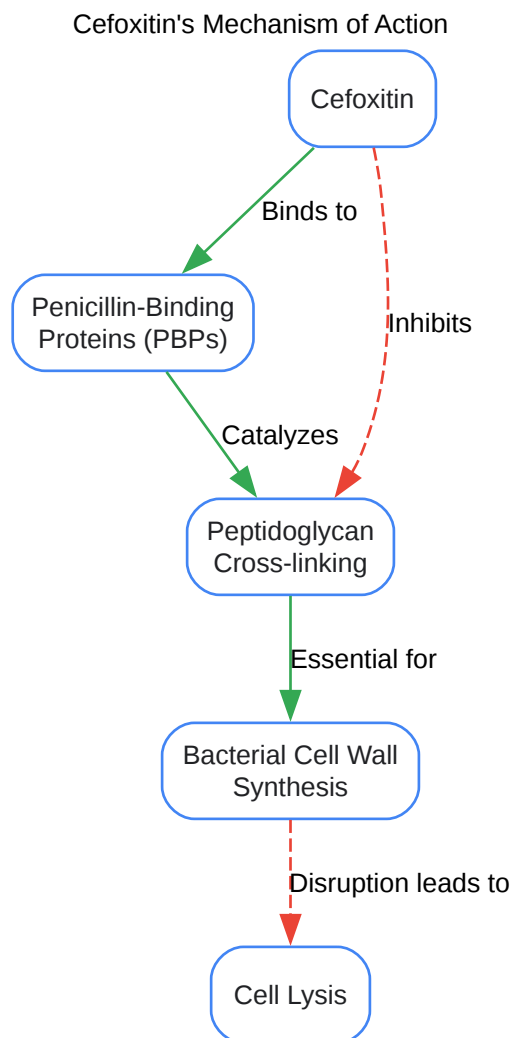 Cefoxitin's Mechanism of Action
Cefoxitin
Binds to
Penicillin-Binding
Proteins (PBPs)
Inhibits
Catalyzes
Peptidoglycan
Cross-linking
Essential for
Bacterial Cell Wall
Synthesis
Disruption leads to
Cell Lysis